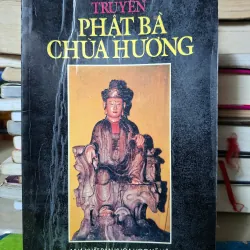 TRUYỆN
PHẬT BÀ
CHÙA HƯƠNG